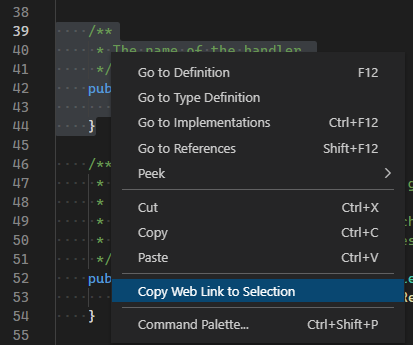 38
39 /**
40 * The name of the handler.
Go to Definition F12
41 */
Go to Type Definition
42 pub
43
Go to Implementations Ctrl+F12
44 }
Go to References Shift+F12
45
46 /**
Peek
47 *
48 *
Cut Ctrl+X
49 *
Copy Ctrl+C
50 *
51 */
Paste Ctrl+V
52 pub
53
Copy Web Link to Selection
54 }
Command Palette... Ctrl+Shift+P
55